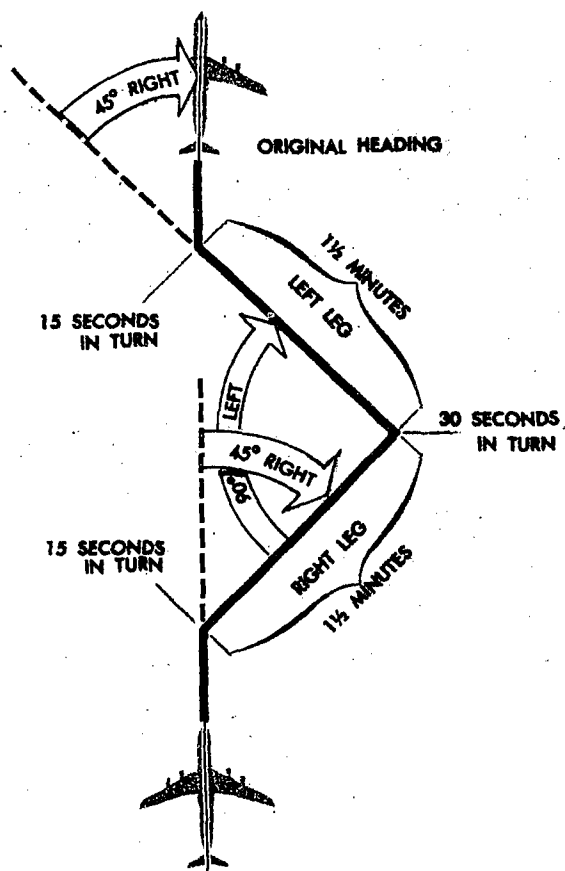 45° RIGHT
ORIGINAL HEADING
1½ MINUTES
LEFT LEG
15 SECONDS
IN TURN
LEFT
30 SECONDS
IN TURN
45° RIGHT
90°
15 SECONDS
IN TURN
RIGHT LEG
1½ MINUTES